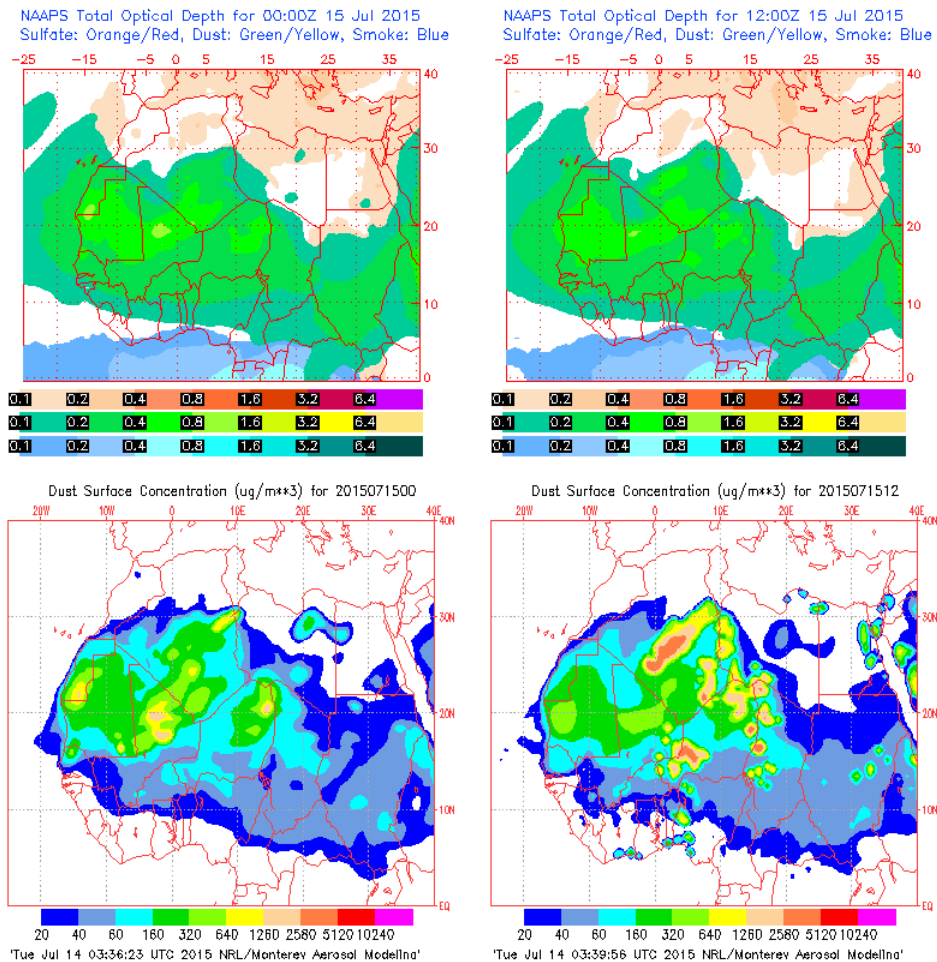 NAAPS Total Optical Depth for 00:00Z 15 Jul 2015
Sulfate: Orange/Red, Dust: Green/Yellow, Smoke: Blue
-25 -15 -5 0 5 15 25 35
40
30
20
10
0
0.1 0.2 0.4 0.8 1.6 3.2 6.4
0.1 0.2 0.4 0.8 1.6 3.2 6.4
0.1 0.2 0.4 0.8 1.6 3.2 6.4
NAAPS Total Optical Depth for 12:00Z 15 Jul 2015
Sulfate: Orange/Red, Dust: Green/Yellow, Smoke: Blue
-25 -15 -5 0 5 15 25 35
40
30
20
10
0
0.1 0.2 0.4 0.8 1.6 3.2 6.4
0.1 0.2 0.4 0.8 1.6 3.2 6.4
0.1 0.2 0.4 0.8 1.6 3.2 6.4
Dust Surface Concentration (ug/m**3) for 2015071500
20W 10W 0 10E 20E 30E 40E
40N
30N
20N
10N
EQ
20 40 60 160 320 640 1260 2580 5120 10240
'Tue Jul 14 03:36:23 UTC 2015 NRL/Monterey Aerosol Modeling'
Dust Surface Concentration (ug/m**3) for 2015071512
20W 10W 0 10E 20E 30E 40E
40N
30N
20N
10N
EQ
20 40 60 160 320 640 1260 2580 5120 10240
'Tue Jul 14 03:39:56 UTC 2015 NRL/Monterey Aerosol Modeling'